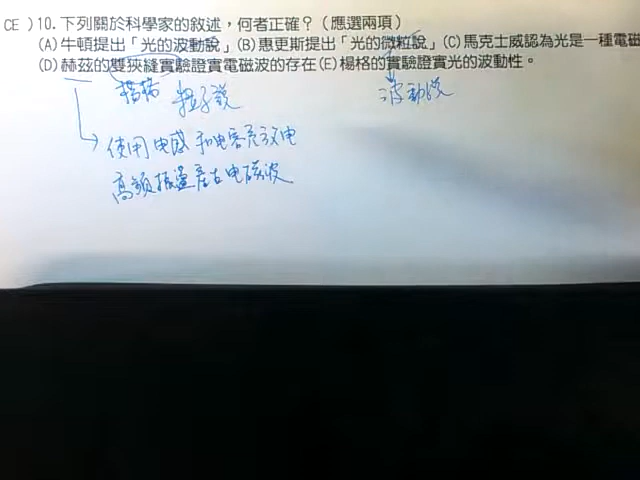 CE ) 10. 下列關於科學家的敘述，何者正確？（應選兩項）
(A)牛頓提出「光的波動說」(B)惠更斯提出「光的微粒說」(C)馬克士威認為光是一種電磁
(D)赫茲的雙狹縫實驗證實電磁波的存在(E)楊格的實驗證實光的波動性。
楊格 粒子說 波動說
使用电感和电容充放电
高頻振盪產生电磁波